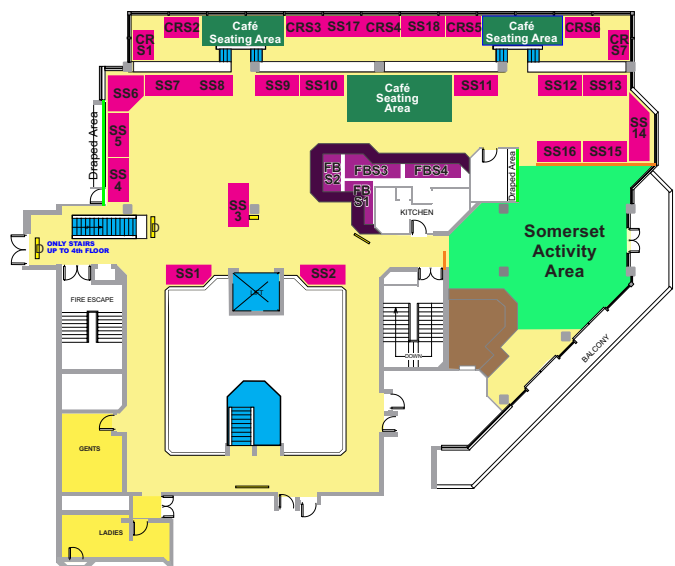 CRS2
Café
Seating Area
CRS3
SS17
CRS4
SS18
CRS5
Café
Seating Area
CRS6
CR
S1
CR
S7
SS6
SS7
SS8
SS9
SS10
Café
Seating
Area
SS11
SS12
SS13
Draped Area
SS
5
SS
14
SS
4
FB
S2
FBS3
FBS4
FB
S1
Draped Area
SS16
SS15
SS
3
KITCHEN
ONLY STAIRS
UP TO 4th FLOOR
Somerset
Activity
Area
SS1
LIFT
SS2
FIRE ESCAPE
DOWN
BALCONY
GENTS
LADIES